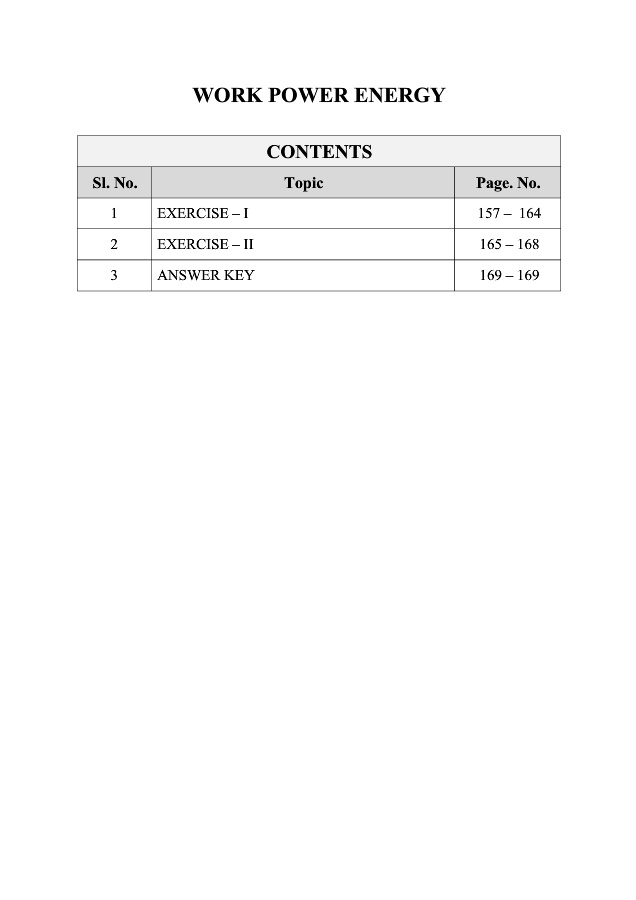 WORK POWER ENERGY
CONTENTS
Sl. No. Topic Page. No.
1 EXERCISE – I 157 – 164
2 EXERCISE – II 165 – 168
3 ANSWER KEY 169 – 169